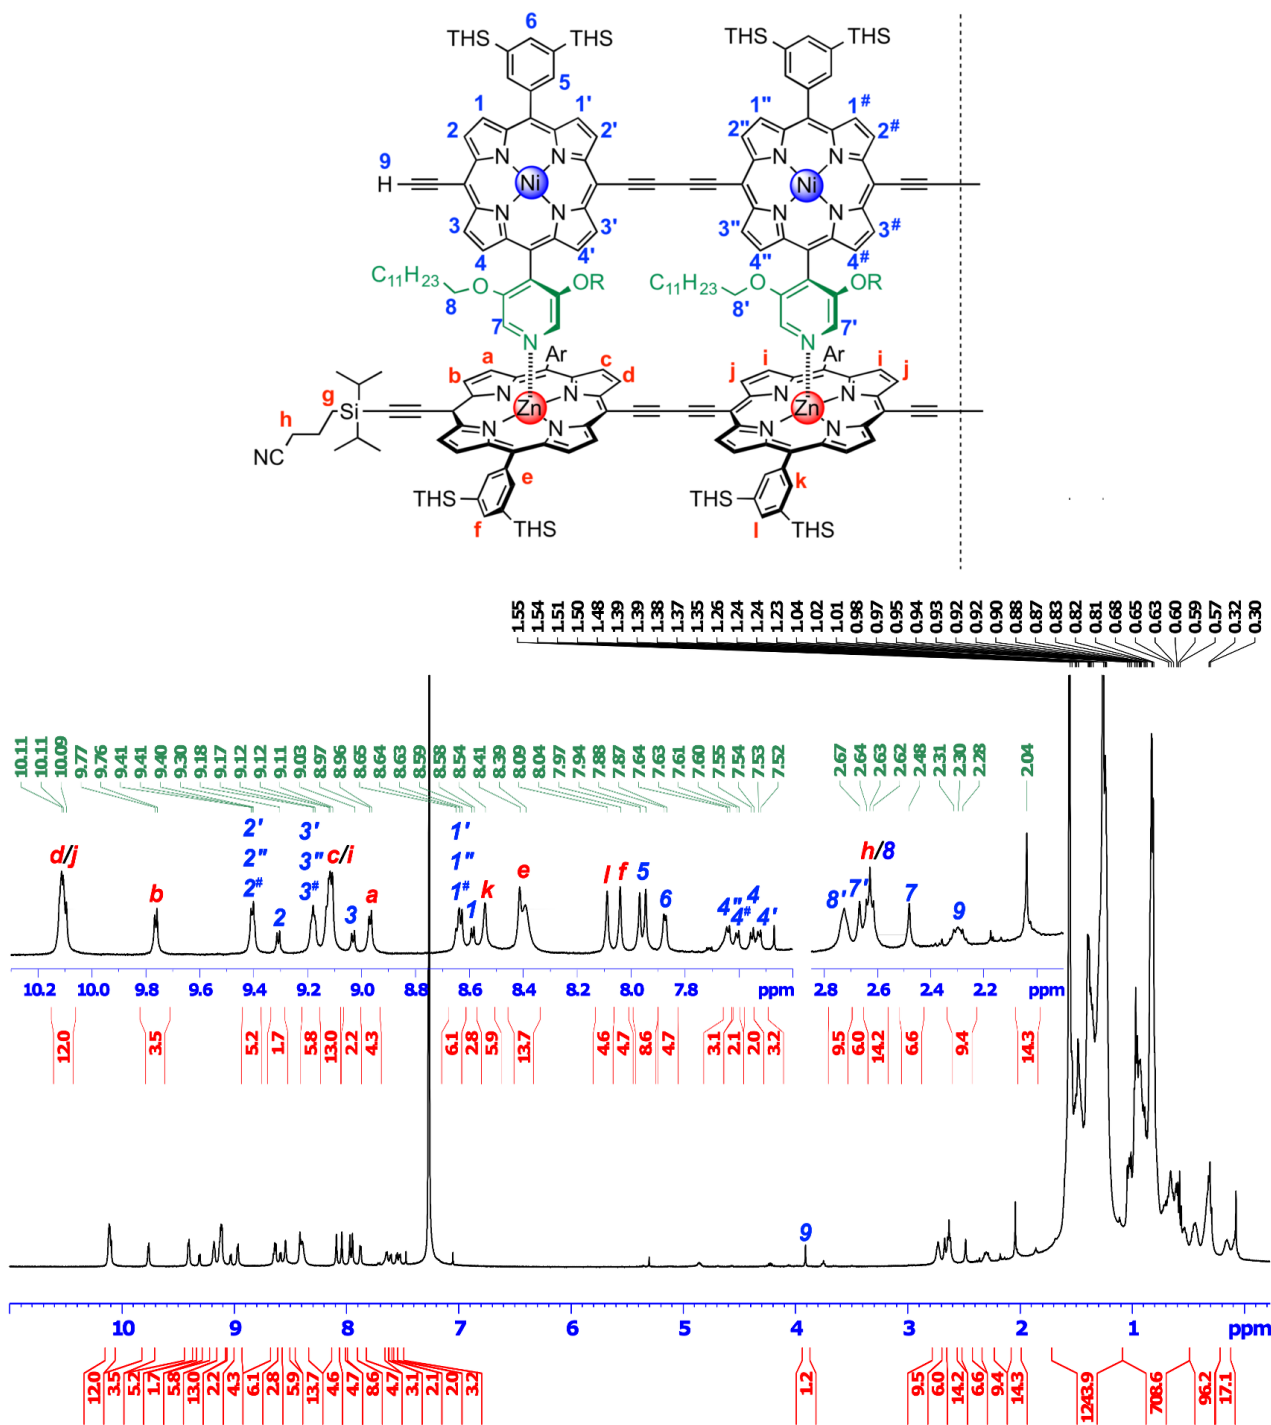 6
THS THS THS THS
5
1 1' 1" 1#
2 2' 2" 2#
9
H Ni Ni
N N N N
N N N N
3 3' 3" 3#
4 4' 4" 4#
C11H23 O OR C11H23 O OR
8 8'
7 7'
N N
Ar Ar
a c i i
b d j j
g
h Si Zn Zn
N N N N
N N N N
NC
e k
THS THS
f THS l THS
1.55 1.54 1.51 1.50 1.48 1.39 1.39 1.38 1.37 1.35 1.26 1.24 1.24 1.23 1.04 1.02 1.01 0.98 0.97 0.95 0.94 0.93 0.92 0.92 0.90 0.88 0.87 0.83 0.82 0.81 0.68 0.65 0.63 0.60 0.59 0.57 0.32 0.30
10.11 10.11 10.09 9.77 9.76 9.41 9.41 9.40 9.30 9.18 9.17 9.12 9.12 9.11 9.03 8.97 8.96 8.65 8.64 8.63 8.59 8.58 8.54 8.41 8.39 8.09 8.04 7.97 7.94 7.88 7.87 7.64 7.63 7.61 7.60 7.55 7.54 7.53 7.52
2.67 2.64 2.63 2.62 2.48 2.31 2.30 2.28 2.04
2' 3' 1'
2" 3" 1" h/8
d/j 2# 3# c/i 1# l f 5
b 2 3 a 1 k e 6 4" 4# 4 4' 8' 7' 7 9
10.2 10.0 9.8 9.6 9.4 9.2 9.0 8.8 8.6 8.4 8.2 8.0 7.8 ppm
2.8 2.6 2.4 2.2 ppm
12.0 3.5 5.2 1.7 5.8 13.0 2.2 4.3 6.1 2.8 5.9 13.7 4.6 4.7 8.6 4.7 3.1 2.1 2.0 3.2
9.5 6.0 14.2 6.6 9.4 14.3
9
10 9 8 7 6 5 4 3 2 1 ppm
12.0 3.5 5.2 1.7 5.8 13.0 2.2 4.3 6.1 2.8 5.9 13.7 4.6 4.7 8.6 4.7 3.1 2.1 2.0 3.2 1.2 9.5 6.0 14.2 6.6 9.4 14.3 1243.9 708.6 96.2 17.1